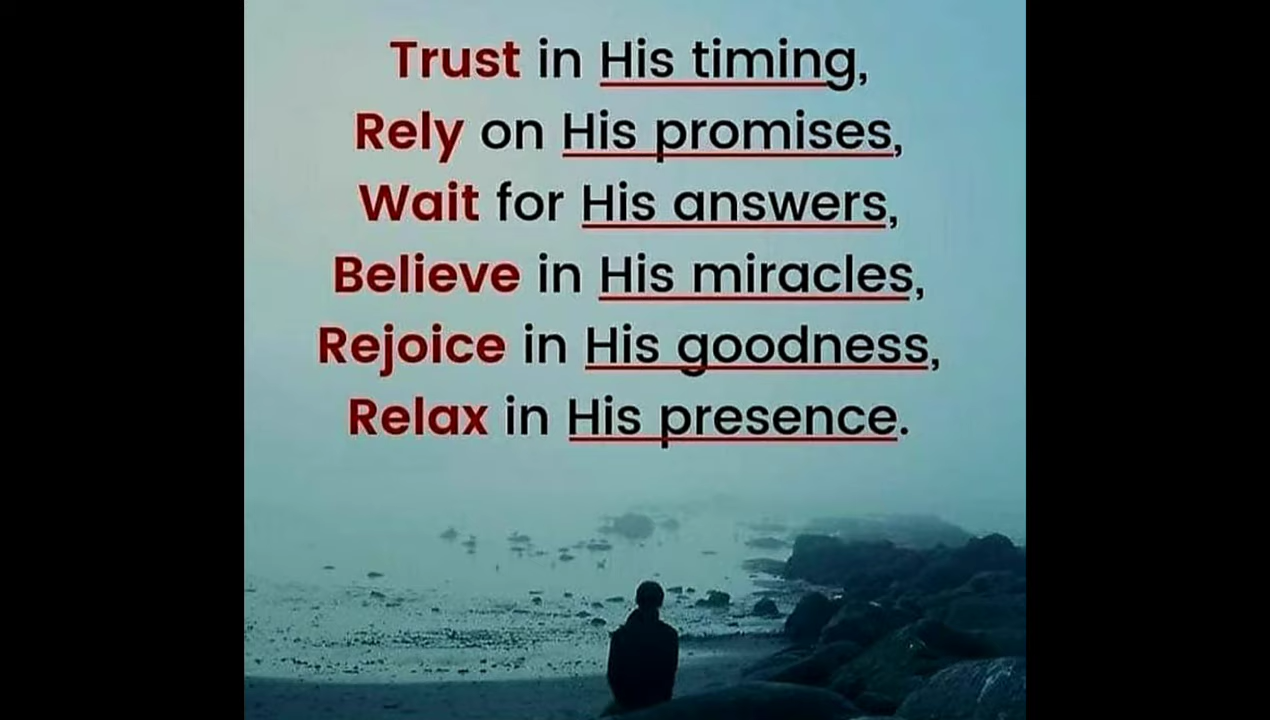 Trust in His timing,
Rely on His promises,
Wait for His answers,
Believe in His miracles,
Rejoice in His goodness,
Relax in His presence.